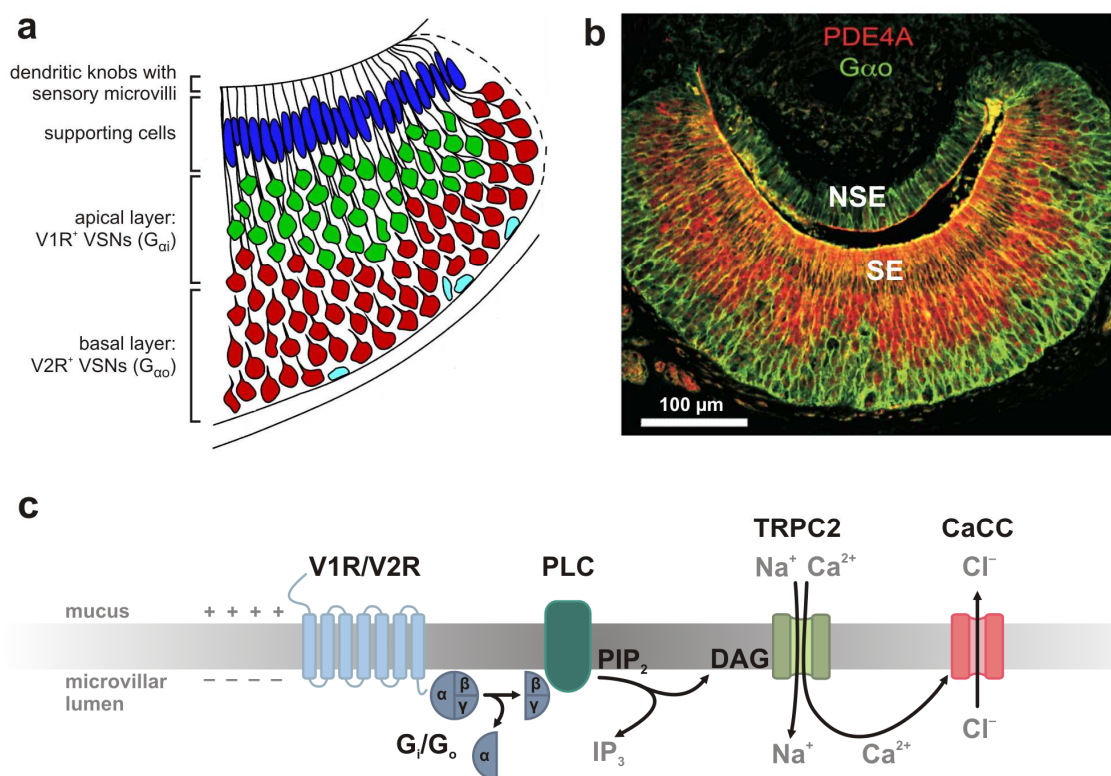 a
dendritic knobs with
sensory microvilli
supporting cells
apical layer:
V1R⁺ VSNs (Gαi)
basal layer:
V2R⁺ VSNs (Gαo)
b
PDE4A
Gαo
NSE
SE
100 µm
c
TRPC2
CaCC
V1R/V2R
PLC
Na⁺ Ca²⁺
Cl⁻
mucus
+ + + +
PIP₂
DAG
− − − −
microvillar
lumen
α
β
γ
β
γ
Gi/Go
α
IP₃
Na⁺
Ca²⁺
Cl⁻